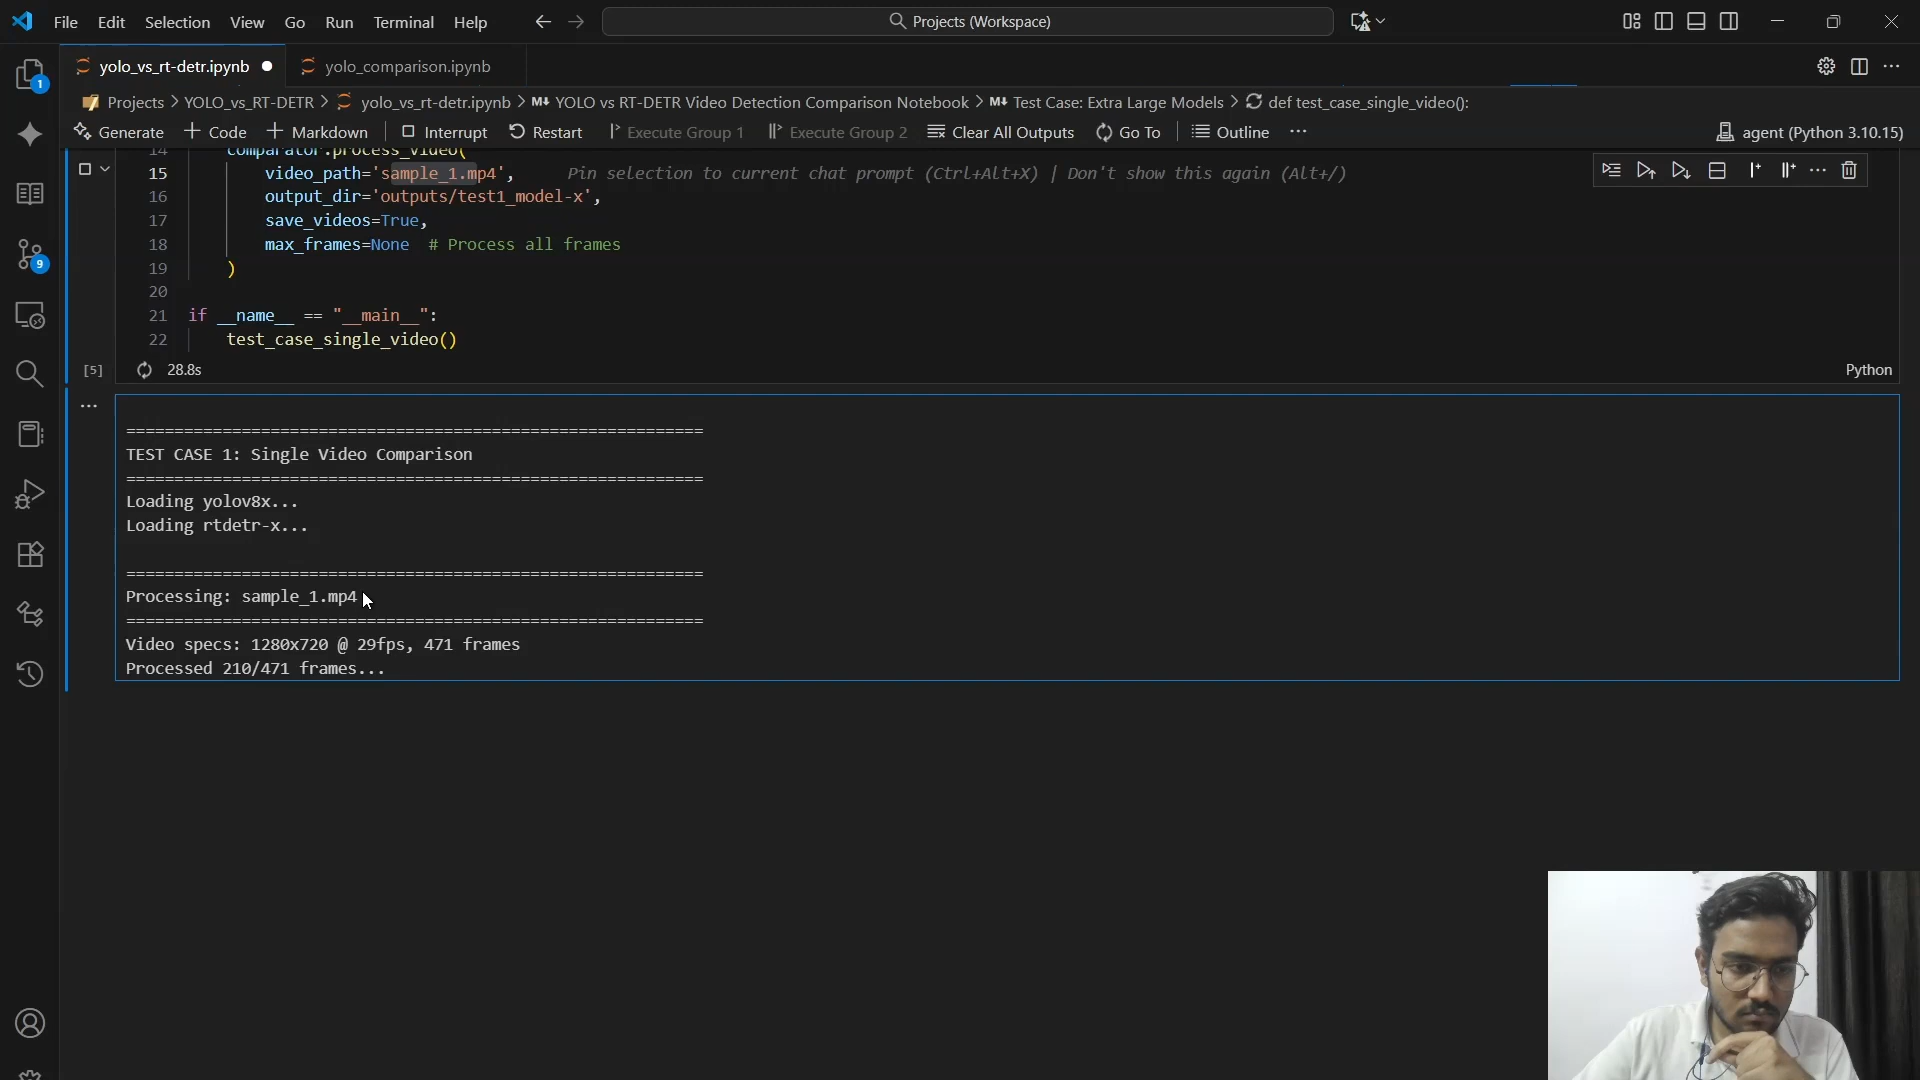 File Edit Selection View Go Run Terminal Help
Projects (Workspace)
yolo_vs_rt-detr.ipynb
yolo_comparison.ipynb
Projects > YOLO_vs_RT-DETR > yolo_vs_rt-detr.ipynb > M↓ YOLO vs RT-DETR Video Detection Comparison Notebook > M↓ Test Case: Extra Large Models > def test_case_single_video():
Generate + Code + Markdown Interrupt Restart Execute Group 1 Execute Group 2 Clear All Outputs Go To Outline ··· agent (Python 3.10.15)
14 comparator.process_video(
15 video_path='sample_1.mp4', Pin selection to current chat prompt (Ctrl+Alt+X) | Don't show this again (Alt+/)
16 output_dir='outputs/test1_model-x',
17 save_videos=True,
18 max_frames=None # Process all frames
19 )
20
21 if __name__ == "__main__":
22 test_case_single_video()
[5] 28.8s Python
============================================================
TEST CASE 1: Single Video Comparison
============================================================
Loading yolov8x...
Loading rtdetr-x...
============================================================
Processing: sample_1.mp4
============================================================
Video specs: 1280x720 @ 29fps, 471 frames
Processed 210/471 frames...
1
9